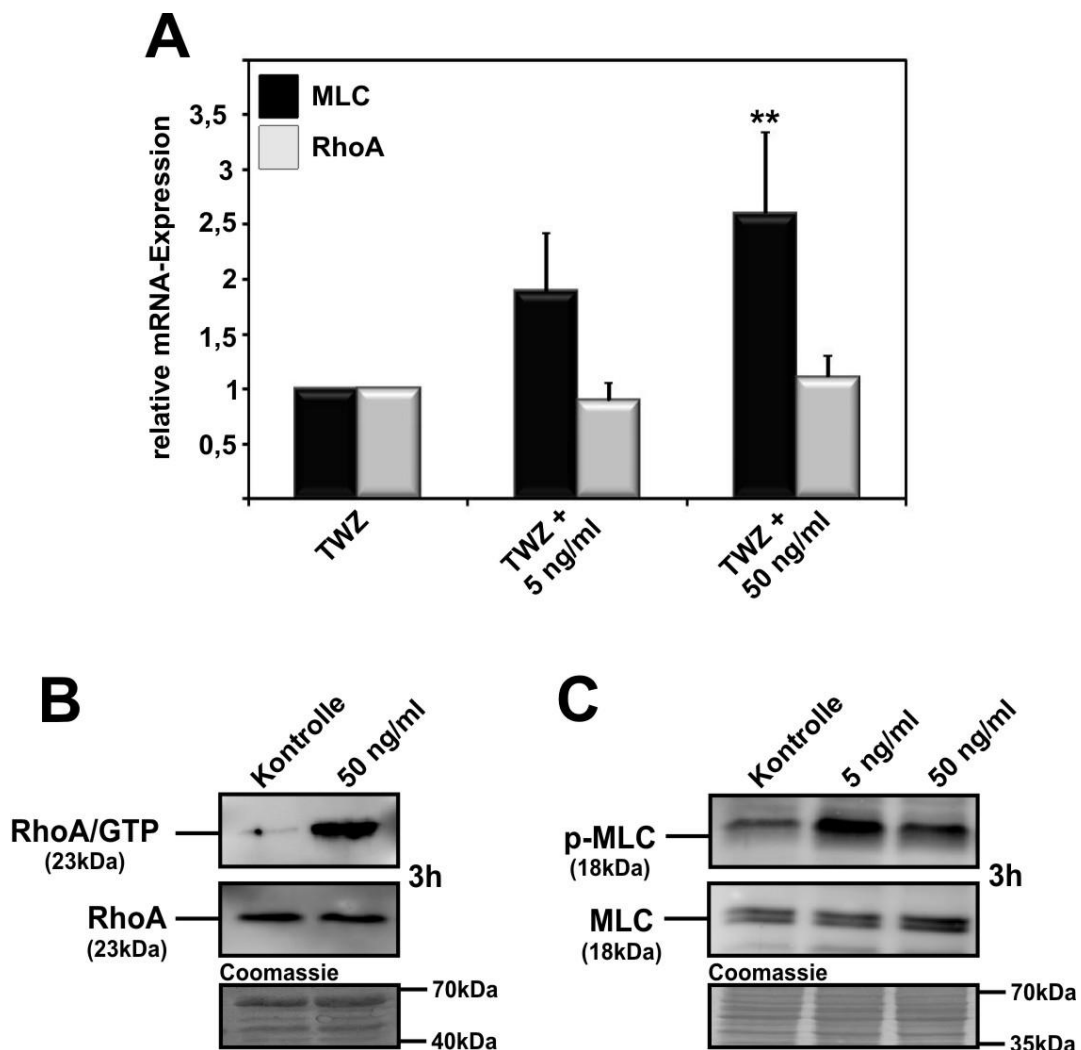 A
relative mRNA-Expression
3,5
3
2,5
2
1,5
1
0,5
MLC
RhoA
**
TWZ
TWZ +
5 ng/ml
TWZ +
50 ng/ml
B
Kontrolle
50 ng/ml
RhoA/GTP
(23kDa)
3h
RhoA
(23kDa)
Coomassie
70kDa
40kDa
C
Kontrolle
5 ng/ml
50 ng/ml
p-MLC
(18kDa)
3h
MLC
(18kDa)
Coomassie
70kDa
35kDa